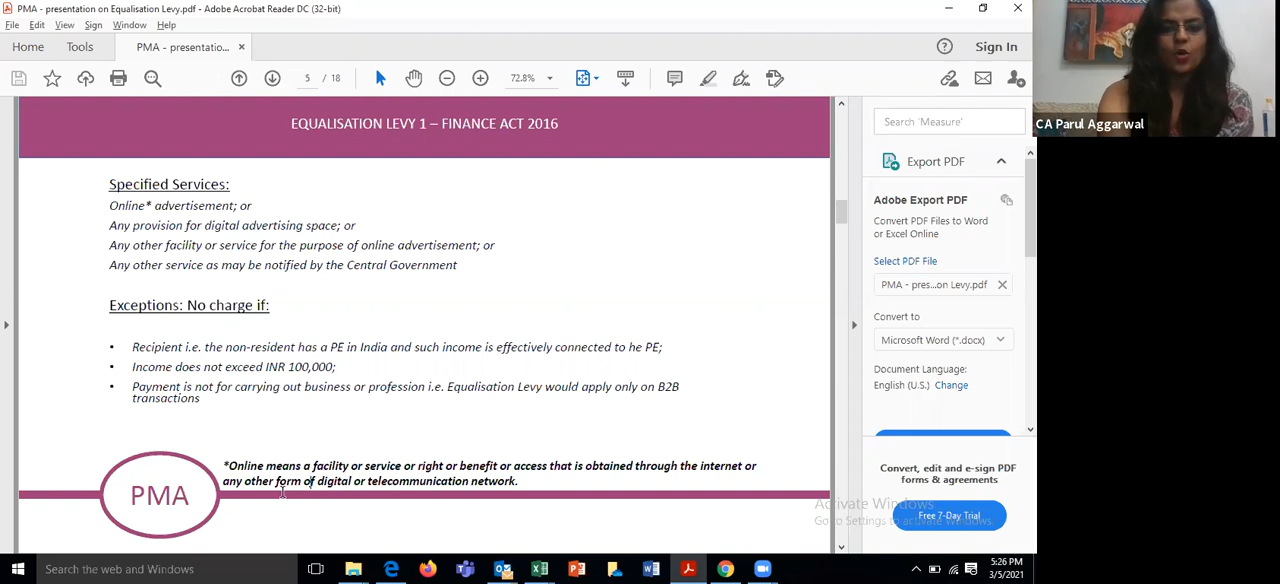 PMA - presentation on Equalisation Levy.pdf - Adobe Acrobat Reader DC (32-bit)
File Edit View Sign Window Help
Home Tools PMA - presentatio... ×
Sign In
5 / 18
72.8%
EQUALISATION LEVY 1 – FINANCE ACT 2016
Specified Services:
Online* advertisement; or
Any provision for digital advertising space; or
Any other facility or service for the purpose of online advertisement; or
Any other service as may be notified by the Central Government
Exceptions: No charge if:
• Recipient i.e. the non-resident has a PE in India and such income is effectively connected to he PE;
• Income does not exceed INR 100,000;
• Payment is not for carrying out business or profession i.e. Equalisation Levy would apply only on B2B
transactions
*Online means a facility or service or right or benefit or access that is obtained through the internet or
any other form of digital or telecommunication network.
PMA
Search 'Measure'
Export PDF
Adobe Export PDF
Convert PDF Files to Word
or Excel Online
Select PDF File
PMA - pres...on Levy.pdf
Convert to
Microsoft Word (*.docx)
Document Language:
English (U.S.) Change
Convert, edit and e-sign PDF
forms & agreements
Free 7-Day Trial
Activate Windows
Go to Settings to activate Windows.
CA Parul Aggarwal
Search the web and Windows
5:26 PM
3/5/2021